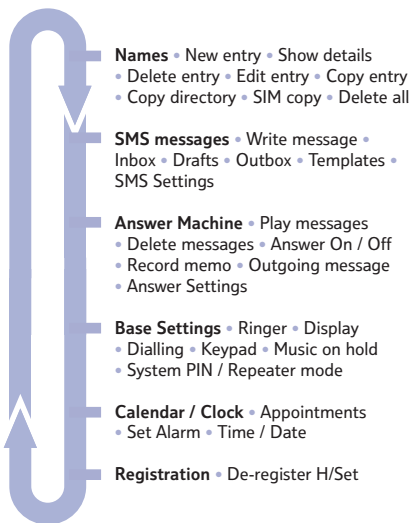 Names • New entry • Show details
• Delete entry • Edit entry • Copy entry
• Copy directory • SIM copy • Delete all
SMS messages • Write message •
Inbox • Drafts • Outbox • Templates •
SMS Settings
Answer Machine • Play messages
• Delete messages • Answer On / Off
• Record memo • Outgoing message
• Answer Settings
Base Settings • Ringer • Display
• Dialling • Keypad • Music on hold
• System PIN / Repeater mode
Calendar / Clock • Appointments
• Set Alarm • Time / Date
Registration • De-register H/Set